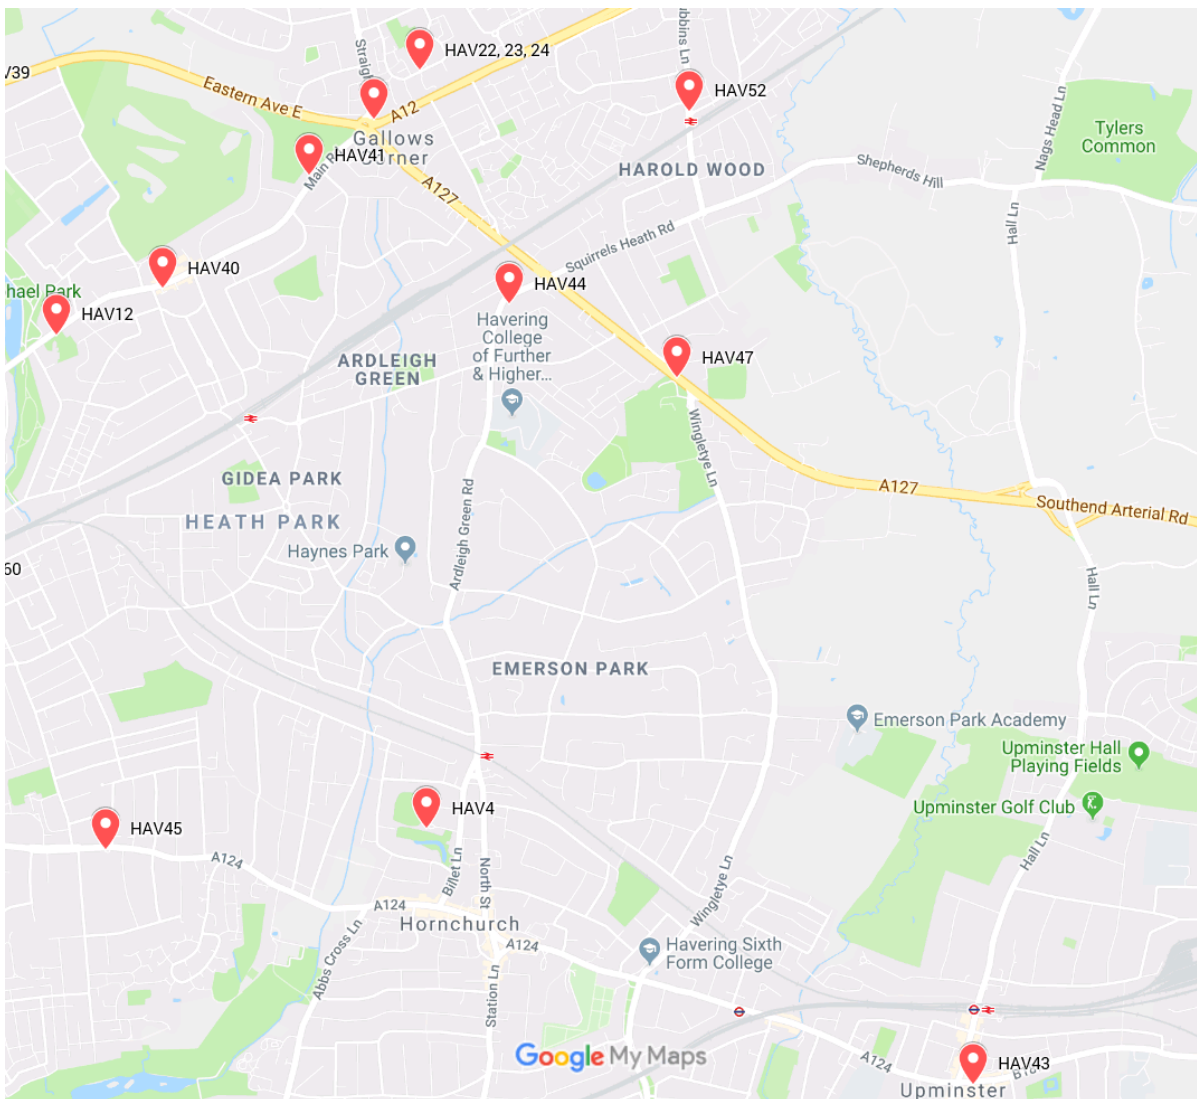 Straigh
bbins Ln
HAV22, 23, 24
/39
Eastern Ave E
A12
HAV52
Gallows
Corner
HAV41
Main R
A127
HAROLD WOOD
Shepherds Hill
Nags Head Ln
Tylers
Common
Hall Ln
Squirrels Heath Rd
HAV40
HAV44
hael Park
HAV12
Havering
College
of Further
& Higher...
ARDLEIGH
GREEN
HAV47
Wingletye Ln
GIDEA PARK
HEATH PARK
A127
Southend Arterial Rd
Ardleigh Green Rd
Haynes Park
60
Hall Ln
EMERSON PARK
Emerson Park Academy
Upminster Hall
Playing Fields
Upminster Golf Club
HAV4
HAV45
A124
Billet Ln
North St
Hall Ln
Wingletye Ln
A124
Hornchurch
A124
Abbs Cross Ln
Station Ln
Havering Sixth
Form College
Google My Maps
A124
HAV43
Upminster